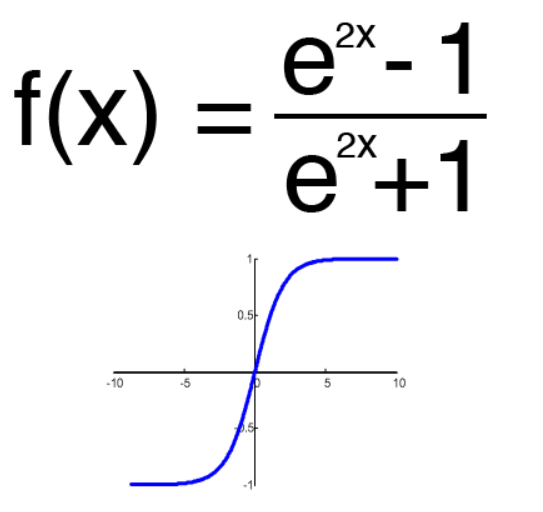 f(x) = e^{2x} - 1 / e^{2x} + 1
1
0.5
-10 -5 0 5 10
-0.5
-1